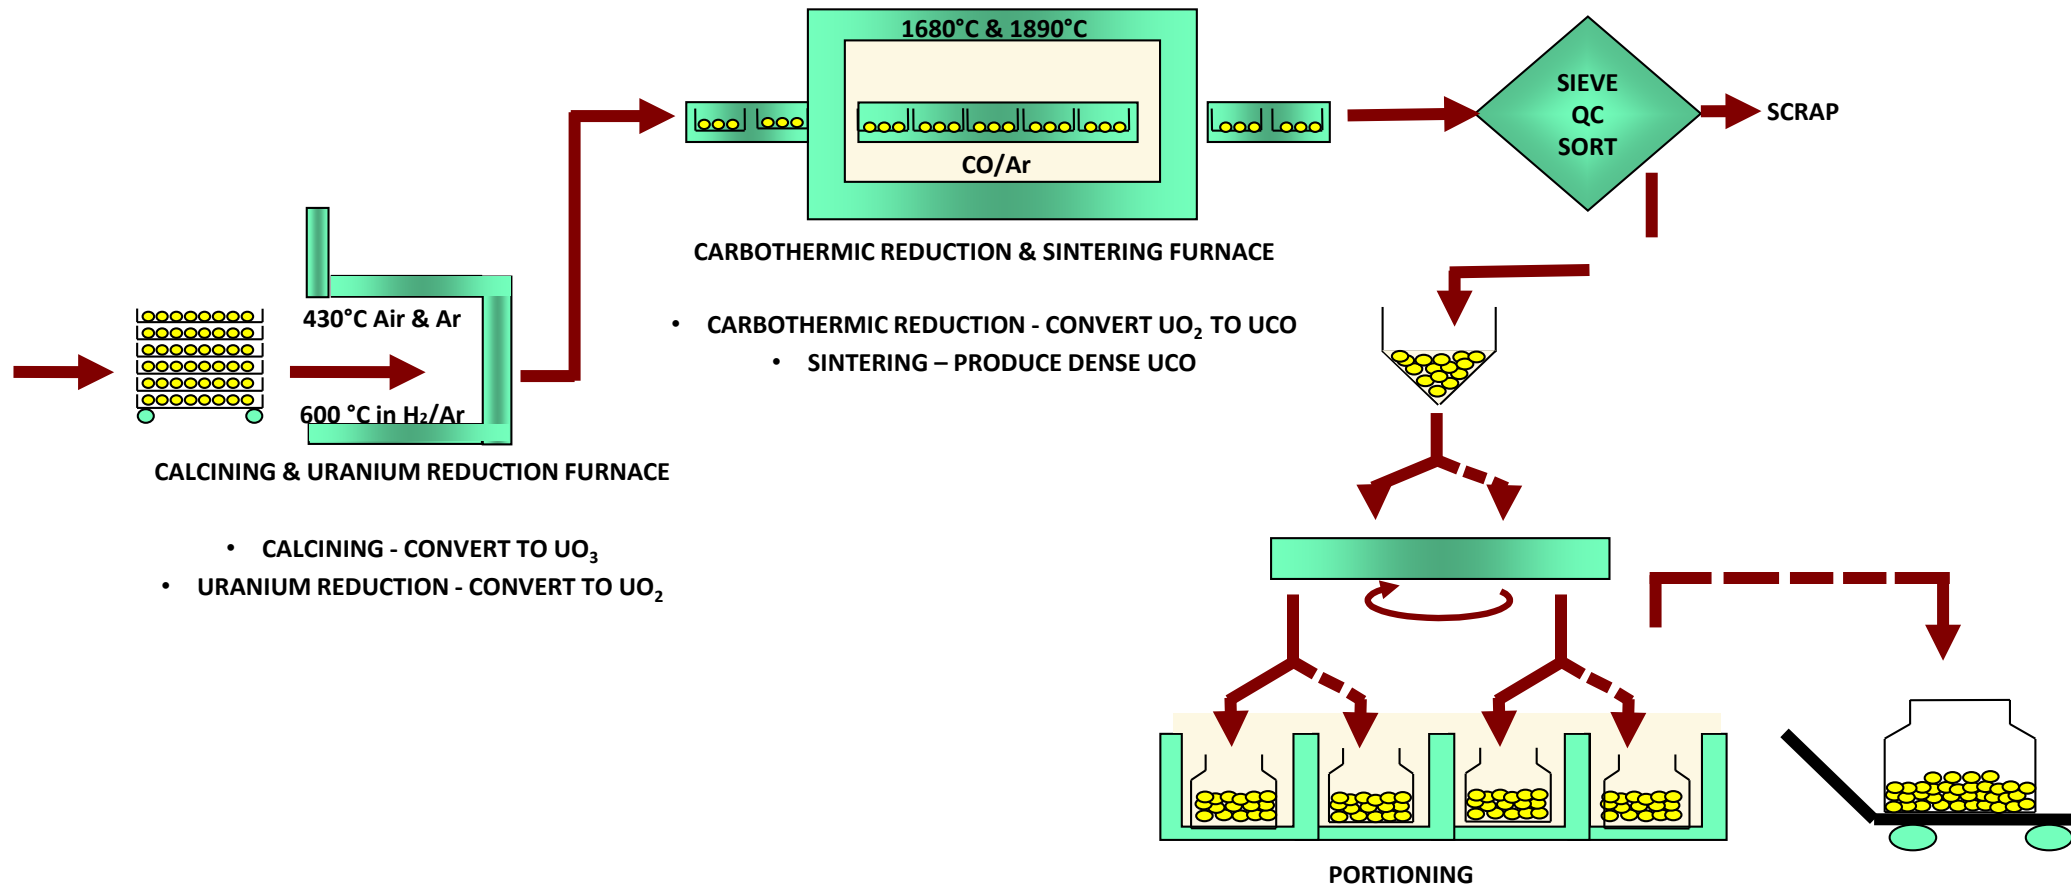 1680°C & 1890°C
CO/Ar
SIEVE
QC
SORT
SCRAP
CARBOTHERMIC REDUCTION & SINTERING FURNACE
• CARBOTHERMIC REDUCTION - CONVERT UO₂ TO UCO
• SINTERING – PRODUCE DENSE UCO
430°C Air & Ar
600 °C in H₂/Ar
CALCINING & URANIUM REDUCTION FURNACE
• CALCINING - CONVERT TO UO₃
• URANIUM REDUCTION - CONVERT TO UO₂
PORTIONING